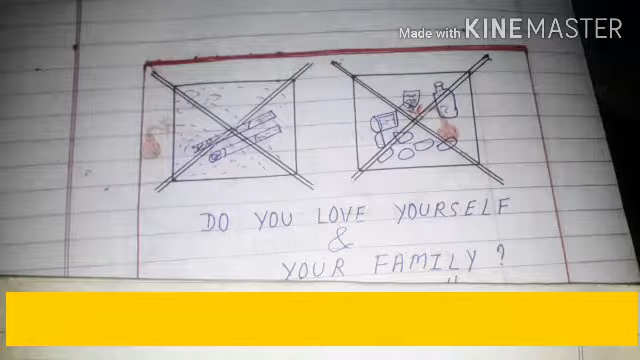 Made with KINEMASTER
DO YOU LOVE YOURSELF
&
YOUR FAMILY?